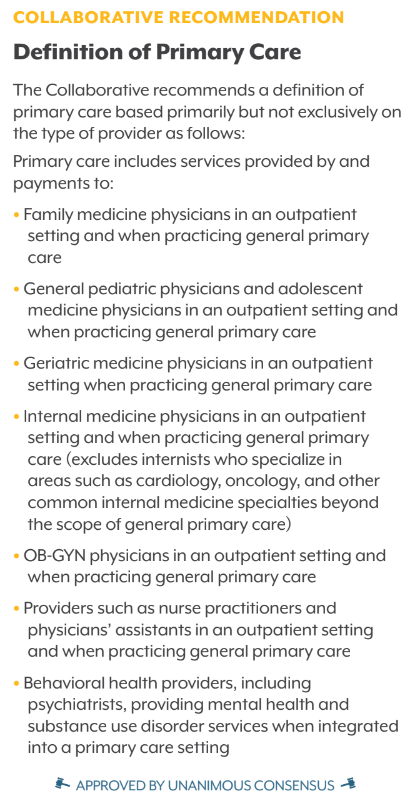 COLLABORATIVE RECOMMENDATION
Definition of Primary Care
The Collaborative recommends a definition of
primary care based primarily but not exclusively on
the type of provider as follows:
Primary care includes services provided by and
payments to:
• Family medicine physicians in an outpatient
setting and when practicing general primary
care
• General pediatric physicians and adolescent
medicine physicians in an outpatient setting and
when practicing general primary care
• Geriatric medicine physicians in an outpatient
setting when practicing general primary care
• Internal medicine physicians in an outpatient
setting and when practicing general primary
care (excludes internists who specialize in
areas such as cardiology, oncology, and other
common internal medicine specialties beyond
the scope of general primary care)
• OB-GYN physicians in an outpatient setting and
when practicing general primary care
• Providers such as nurse practitioners and
physicians’ assistants in an outpatient setting
and when practicing general primary care
• Behavioral health providers, including
psychiatrists, providing mental health and
substance use disorder services when integrated
into a primary care setting
APPROVED BY UNANIMOUS CONSENSUS